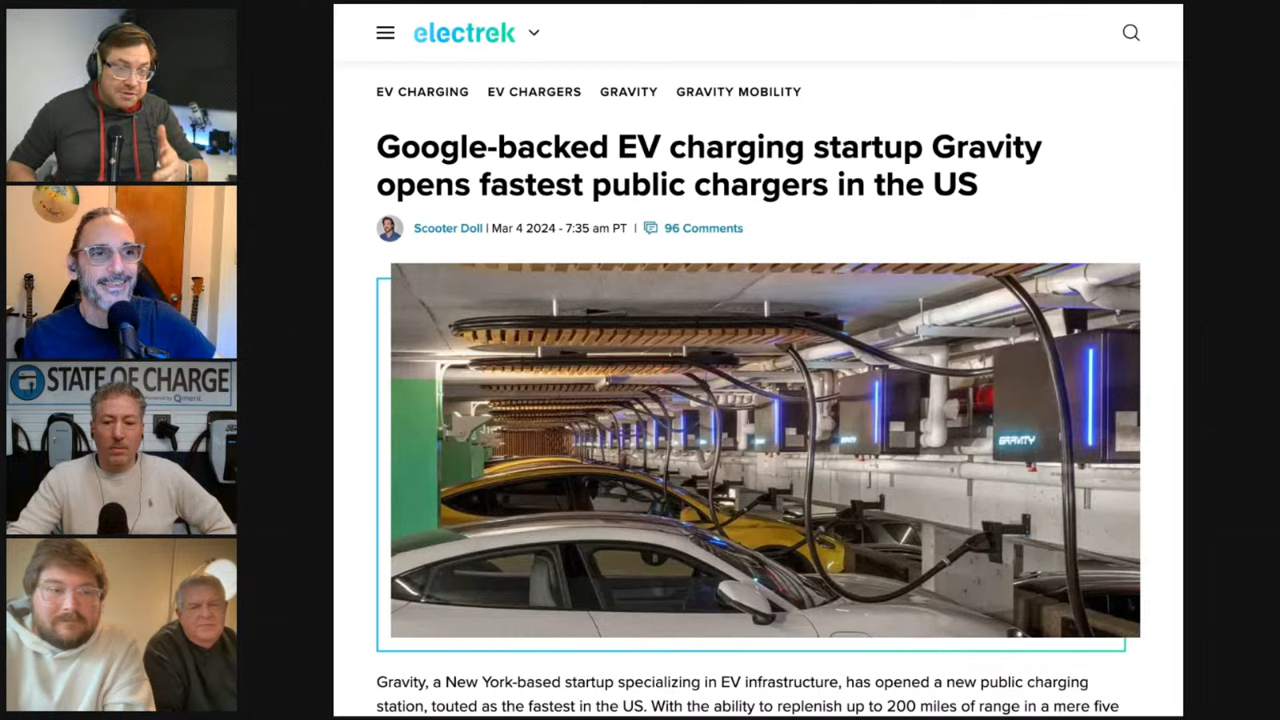 electrek
EV CHARGING EV CHARGERS GRAVITY GRAVITY MOBILITY
Google-backed EV charging startup Gravity
opens fastest public chargers in the US
Scooter Doll | Mar 4 2024 - 7:35 am PT | 96 Comments
GRAVITY
Gravity, a New York-based startup specializing in EV infrastructure, has opened a new public charging
station, touted as the fastest in the US. With the ability to replenish up to 200 miles of range in a mere five
STATE OF CHARGE
Powered by Qmerit